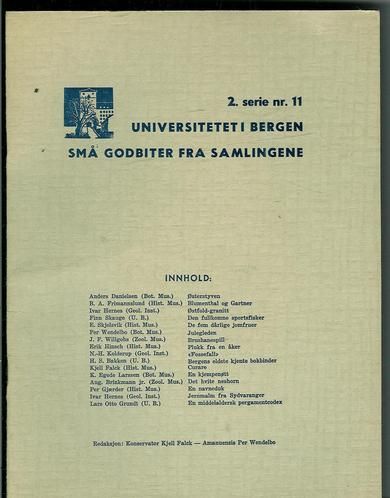 2. serie nr. 11
UNIVERSITETET I BERGEN
SMÅ GODBITER FRA SAMLINGENE
INNHOLD:
Anders Danielsen (Bot. Mus.) Østerstyven
B. A. Frimannslund (Hist. Mus.) Blumenthal og Gartner
Ivar Hernes (Geol. Inst.) Østfold-granitt
Finn Skauge (U. B.) Den fullkomne sportsfisker
E. Skjelsvik (Hist. Mus.) De fem dårlige jomfruer
Per Wendelbo (Bot. Mus.) Julegleden
J. F. Willgohs (Zool. Mus.) Brushanespill
Erik Hinsch (Hist. Mus.) Plukk fra en åker
N.-H. Kolderup (Geol. Inst.) «Fossefall»
H. S. Bakken (U. B.) Bergens eldste kjente bokbinder
Kjell Falck (Hist. Mus.) Curare
K. Egede Larssen (Bot. Mus.) En kjempenøtt
Aug. Brinkmann jr. (Zool. Mus.) Det hvite neshorn
Per Gjærder (Hist. Mus.) En navneduk
Ivar Hernes (Geol. Inst.) Jernmalm fra Sydvaranger
Lars Otto Grundt (U. B.) En middelaldersk pergamentcodex
Redaksjon: Konservator Kjell Falck — Amanuensis Per Wendelbo